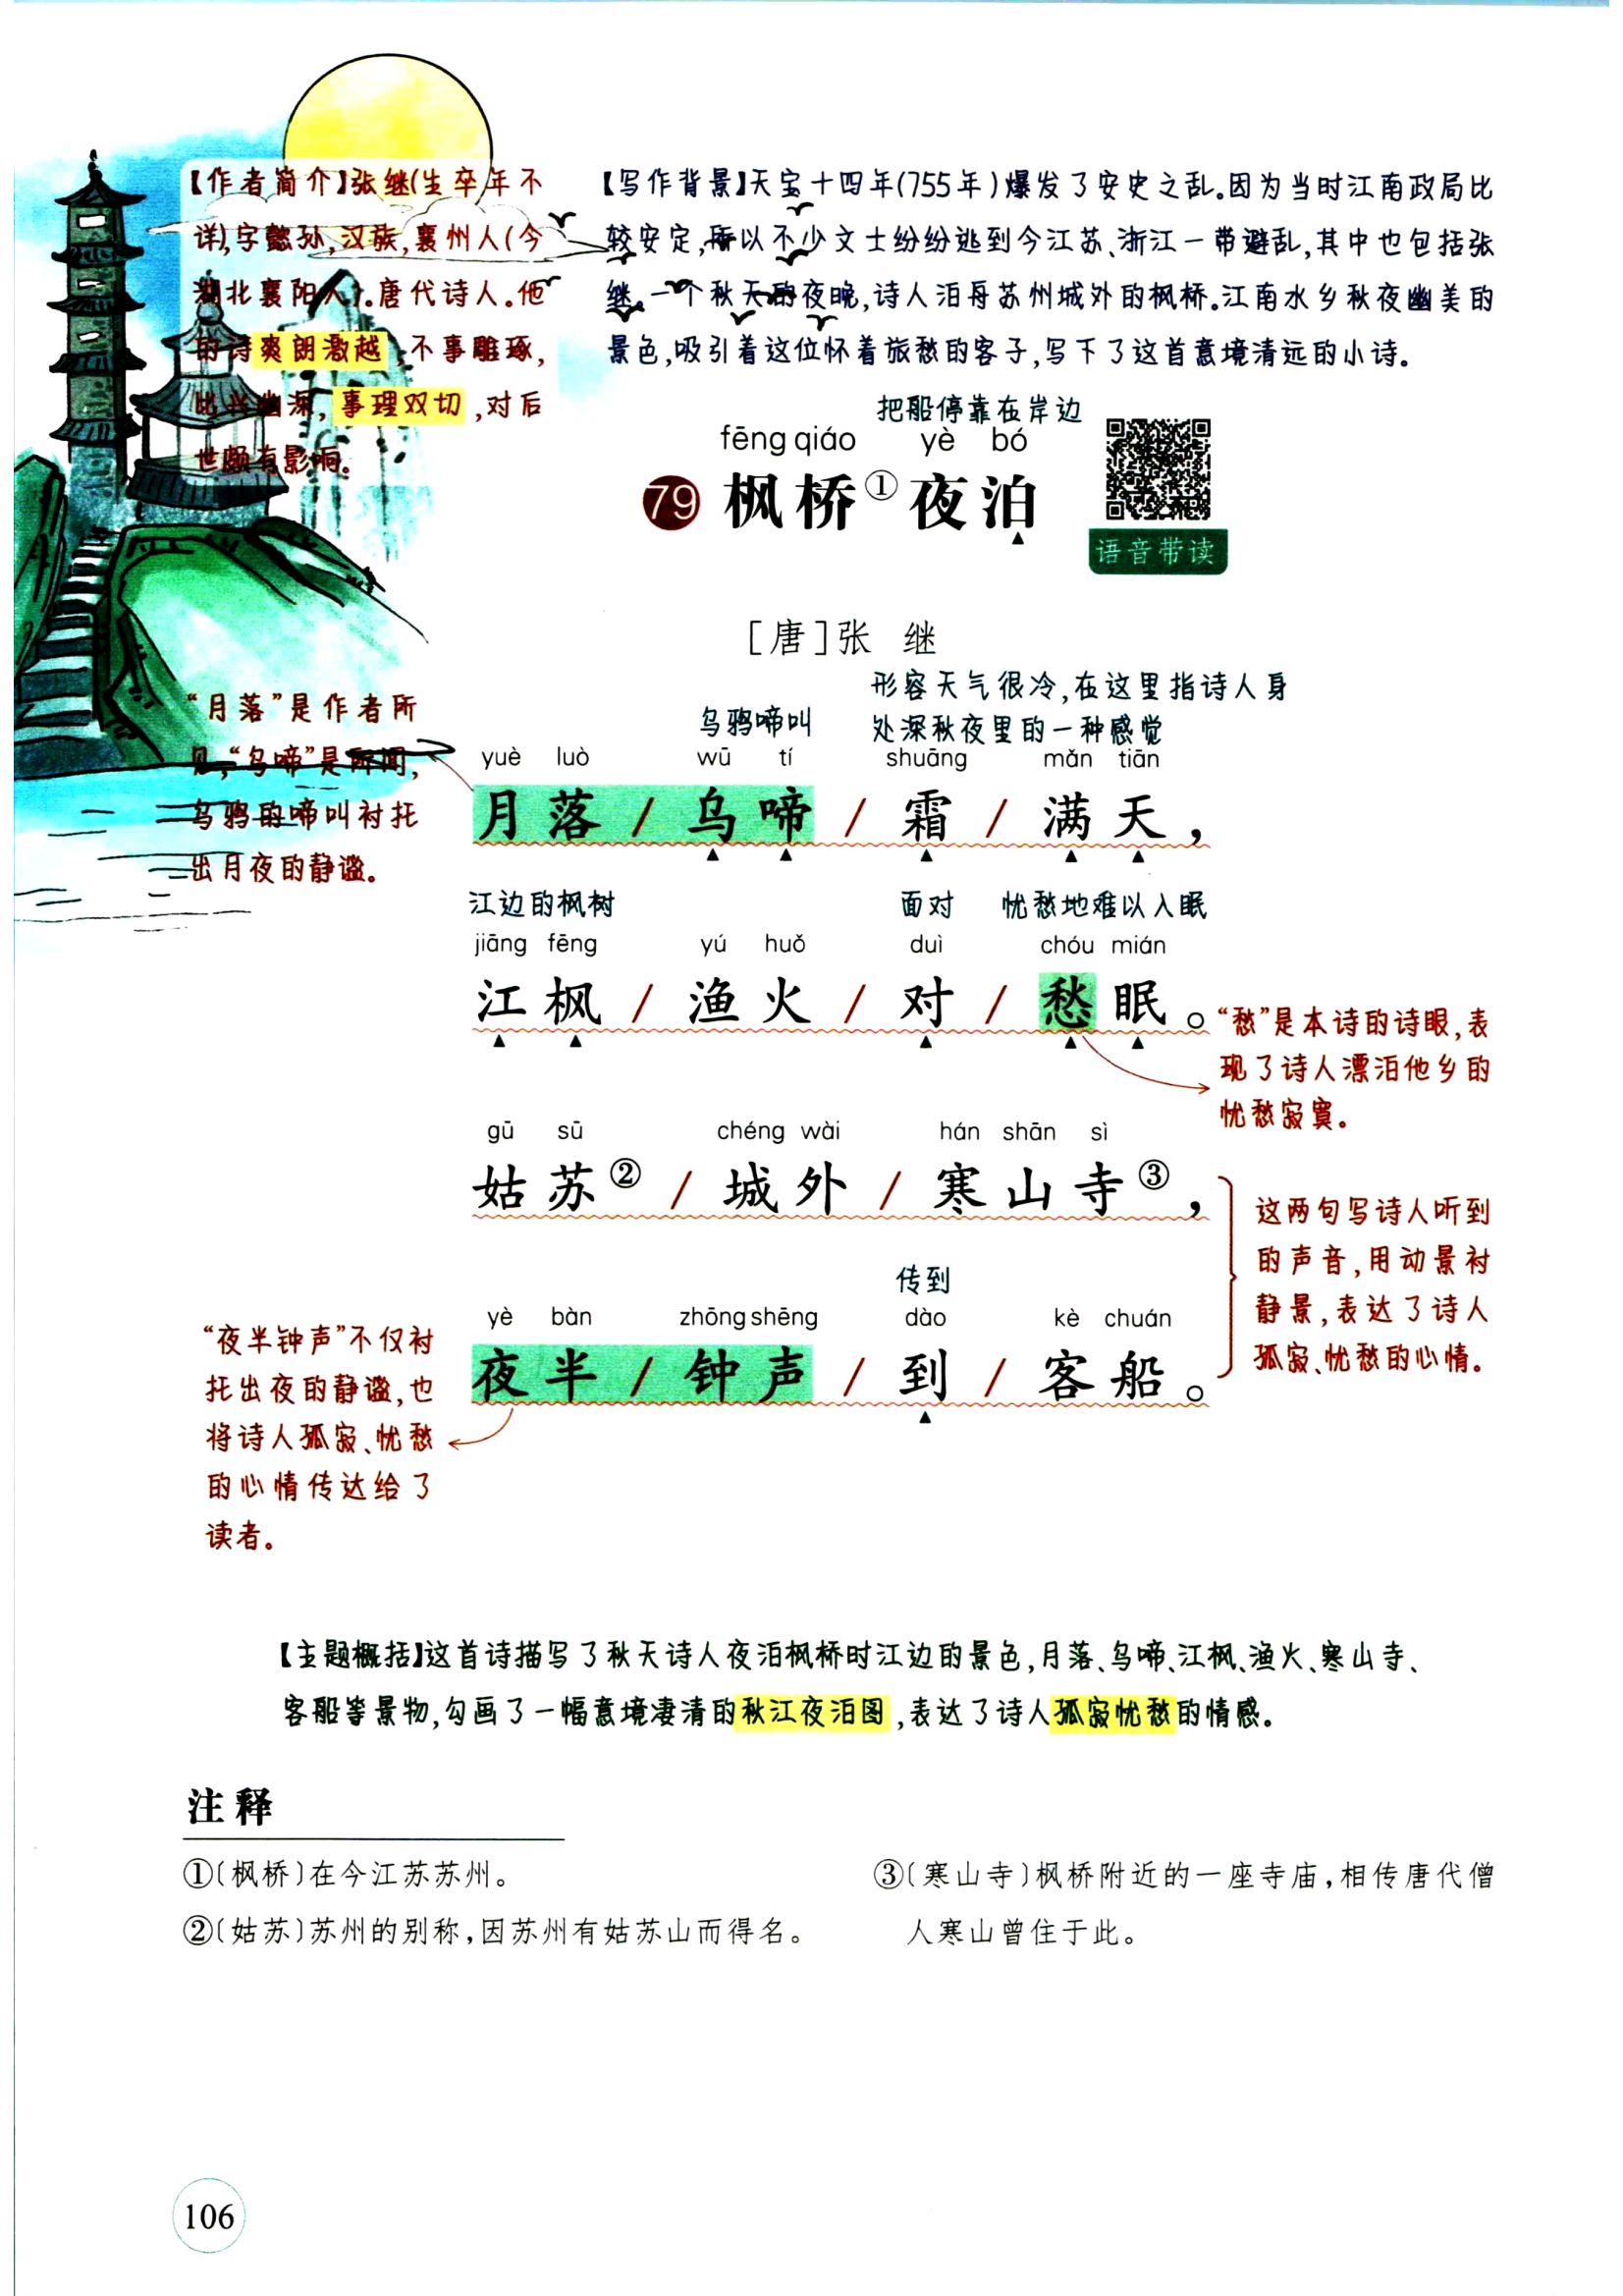 【作者简介】张继(生卒年不
详),字懿孙,汉族,襄州人(今
湖北襄阳人)。唐代诗人。他
的诗爽朗激越,不事雕琢,
比兴幽深,事理双切,对后
世颇有影响。
【写作背景】天宝十四年(755年)爆发了安史之乱。因为当时江南政局比
较安定,所以不少文士纷纷逃到今江苏、浙江一带避乱,其中也包括张
继。一个秋天的夜晚,诗人泊舟苏州城外的枫桥。江南水乡秋夜幽美的
景色,吸引着这位怀着旅愁的客子,写下了这首意境清远的小诗。
把船停靠在岸边
fēng qiáo yè bó
79 枫桥①夜泊
语音带读
[唐]张 继
形容天气很冷,在这里指诗人身
处深秋夜里的一种感觉
乌鸦啼叫
yuè luò wū tí shuāng mǎn tiān
月落/乌啼/霜/满天,
“月落”是作者所
见,“乌啼”是所闻,
乌鸦的啼叫衬托
出月夜的静谧。
江边的枫树 面对 忧愁地难以入眠
jiāng fēng yú huǒ duì chóu mián
江枫/渔火/对/愁眠。
“愁”是本诗的诗眼,表
现了诗人漂泊他乡的
忧愁寂寞。
gū sū chéng wài hán shān sì
姑苏②/城外/寒山寺③,
这两句写诗人听到
的声音,用动景衬
静景,表达了诗人
孤寂、忧愁的心情。
传到
yè bàn zhōng shēng dào kè chuán
夜半/钟声/到/客船。
“夜半钟声”不仅衬
托出夜的静谧,也
将诗人孤寂、忧愁
的心情传达给了
读者。
【主题概括】这首诗描写了秋天诗人夜泊枫桥时江边的景色,月落、乌啼、江枫、渔火、寒山寺、
客船等景物,勾画了一幅意境凄清的秋江夜泊图,表达了诗人孤寂忧愁的情感。
注释
①〔枫桥〕在今江苏苏州。
②〔姑苏〕苏州的别称,因苏州有姑苏山而得名。
③〔寒山寺〕枫桥附近的一座寺庙,相传唐代僧
人寒山曾住于此。
106